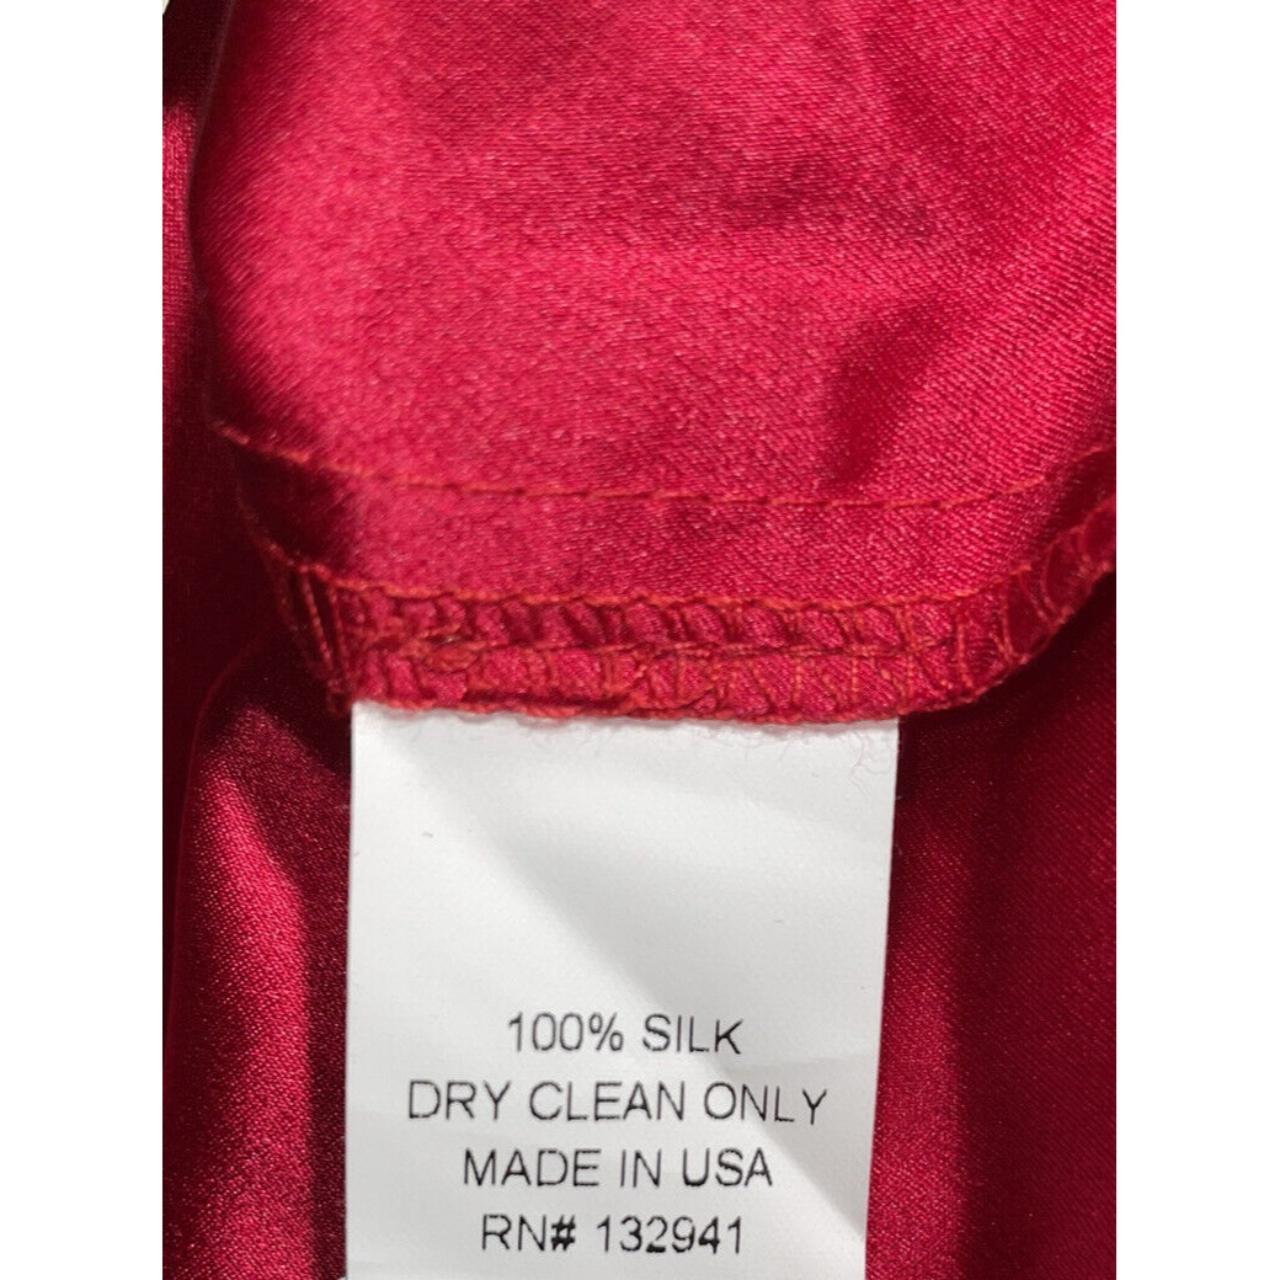 100% SILK
DRY CLEAN ONLY
MADE IN USA
RN# 132941